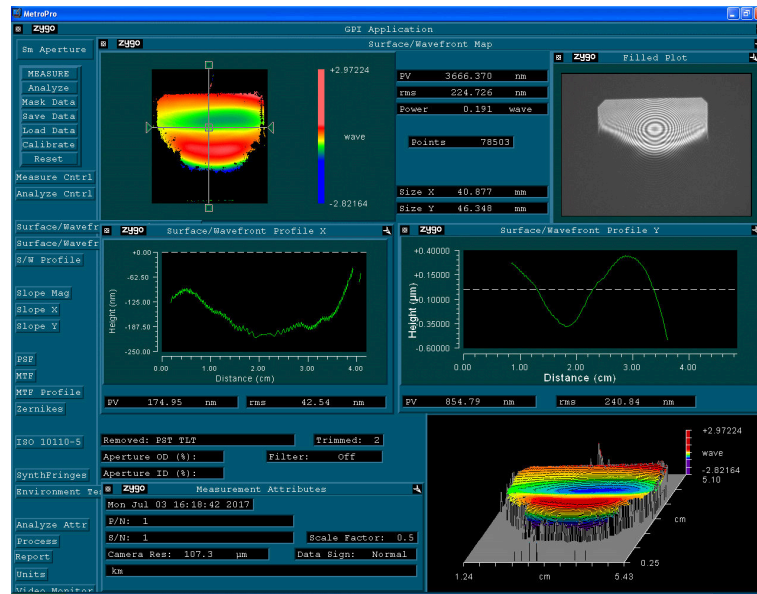 MetroPro
zygo GPI Application
Sm Aperture
MEASURE
Analyze
Mask Data
Save Data
Load Data
Calibrate
Reset
Measure Cntrl
Analyze Cntrl
Surface/Wavefr
Surface/Wavefr
S/W Profile
Slope Mag
Slope X
Slope Y
PSF
MTF
MTF Profile
Zernikes
ISO 10110-5
SynthFringes
Environment Te
Analyze Attr
Process
Report
Units
Video Monitor
zygo Surface/Wavefront Map
+2.97224
wave
-2.82164
PV 3666.370 nm
rms 224.726 nm
Power 0.191 wave
Points 78503
Size X 40.877 mm
Size Y 46.348 mm
zygo Filled Plot
zygo Surface/Wavefront Profile X
+0.00
-62.50
-125.00
-187.50
-250.00
Height (nm)
0.00 1.00 2.00 3.00 4.00
Distance (cm)
PV 174.95 nm rms 42.54 nm
zygo Surface/Wavefront Profile Y
+0.40000
+0.15000
-0.10000
-0.35000
-0.60000
Height (µm)
0.00 1.00 2.00 3.00 4.00
Distance (cm)
PV 854.79 nm rms 240.84 nm
Removed: PST TLT Trimmed: 2
Aperture OD (%): Filter: Off
Aperture ID (%):
zygo Measurement Attributes
Mon Jul 03 16:18:42 2017
P/N: 1
S/N: 1 Scale Factor: 0.5
Camera Res: 107.3 µm Data Sign: Normal
km
+2.97224
wave
-2.82164
5.10
cm
0.25
1.24 cm 5.43